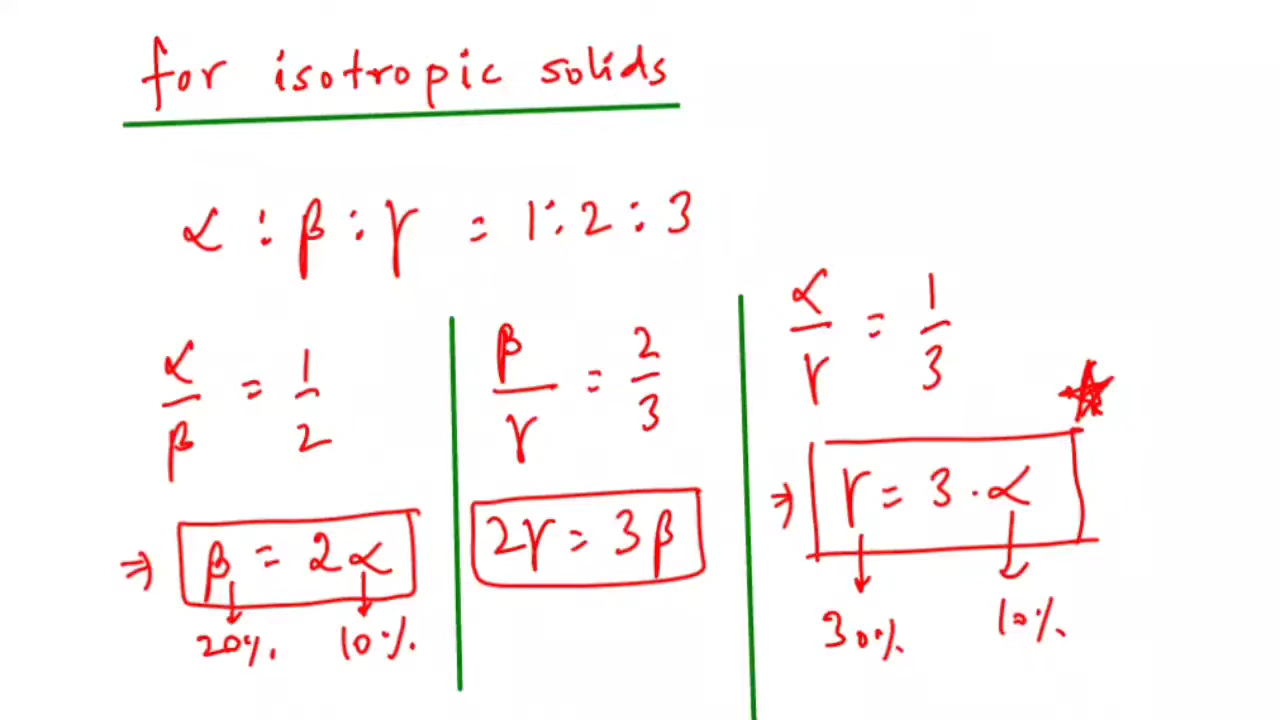 for isotropic solids
α : β : γ = 1 : 2 : 3
α/β = 1/2
⇒ β = 2α
20% 10%
β/γ = 2/3
2γ = 3β
α/γ = 1/3
⇒ γ = 3 · α
30% 10%